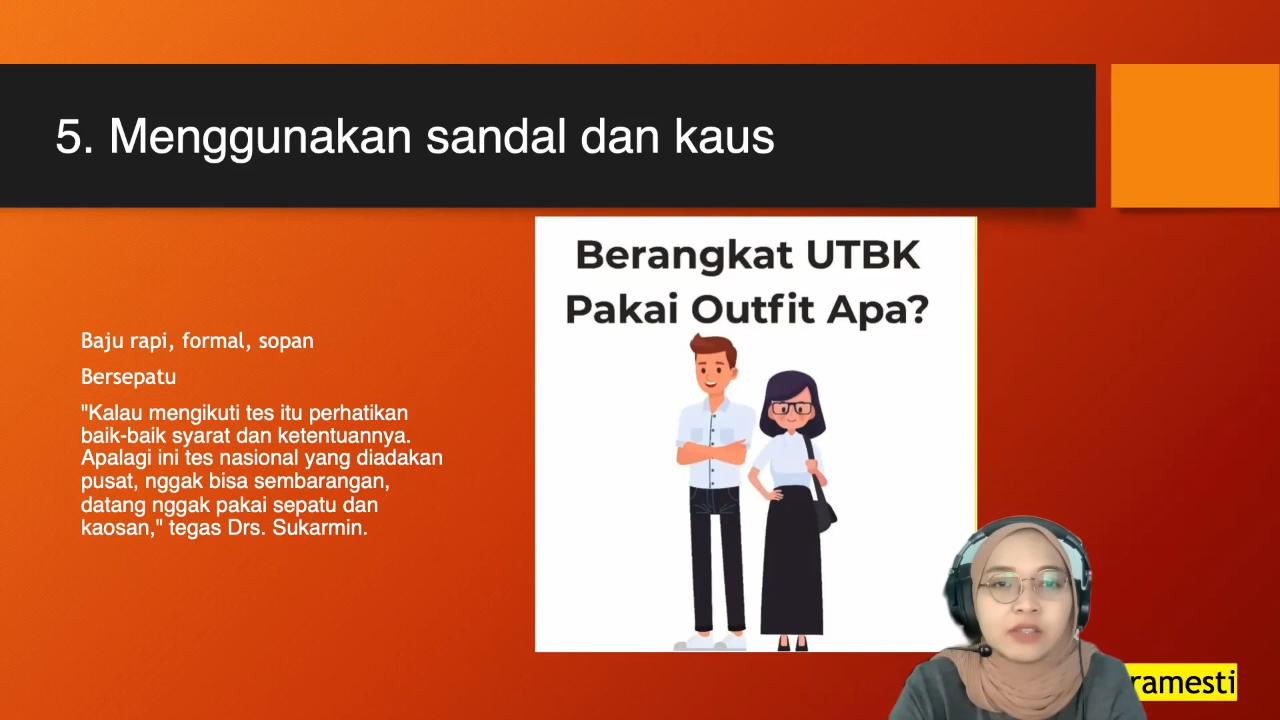 5. Menggunakan sandal dan kaus
Berangkat UTBK
Pakai Outfit Apa?
Baju rapi, formal, sopan
Bersepatu
"Kalau mengikuti tes itu perhatikan
baik-baik syarat dan ketentuannya.
Apalagi ini tes nasional yang diadakan
pusat, nggak bisa sembarangan,
datang nggak pakai sepatu dan
kaosan," tegas Drs. Sukarmin.
ramesti